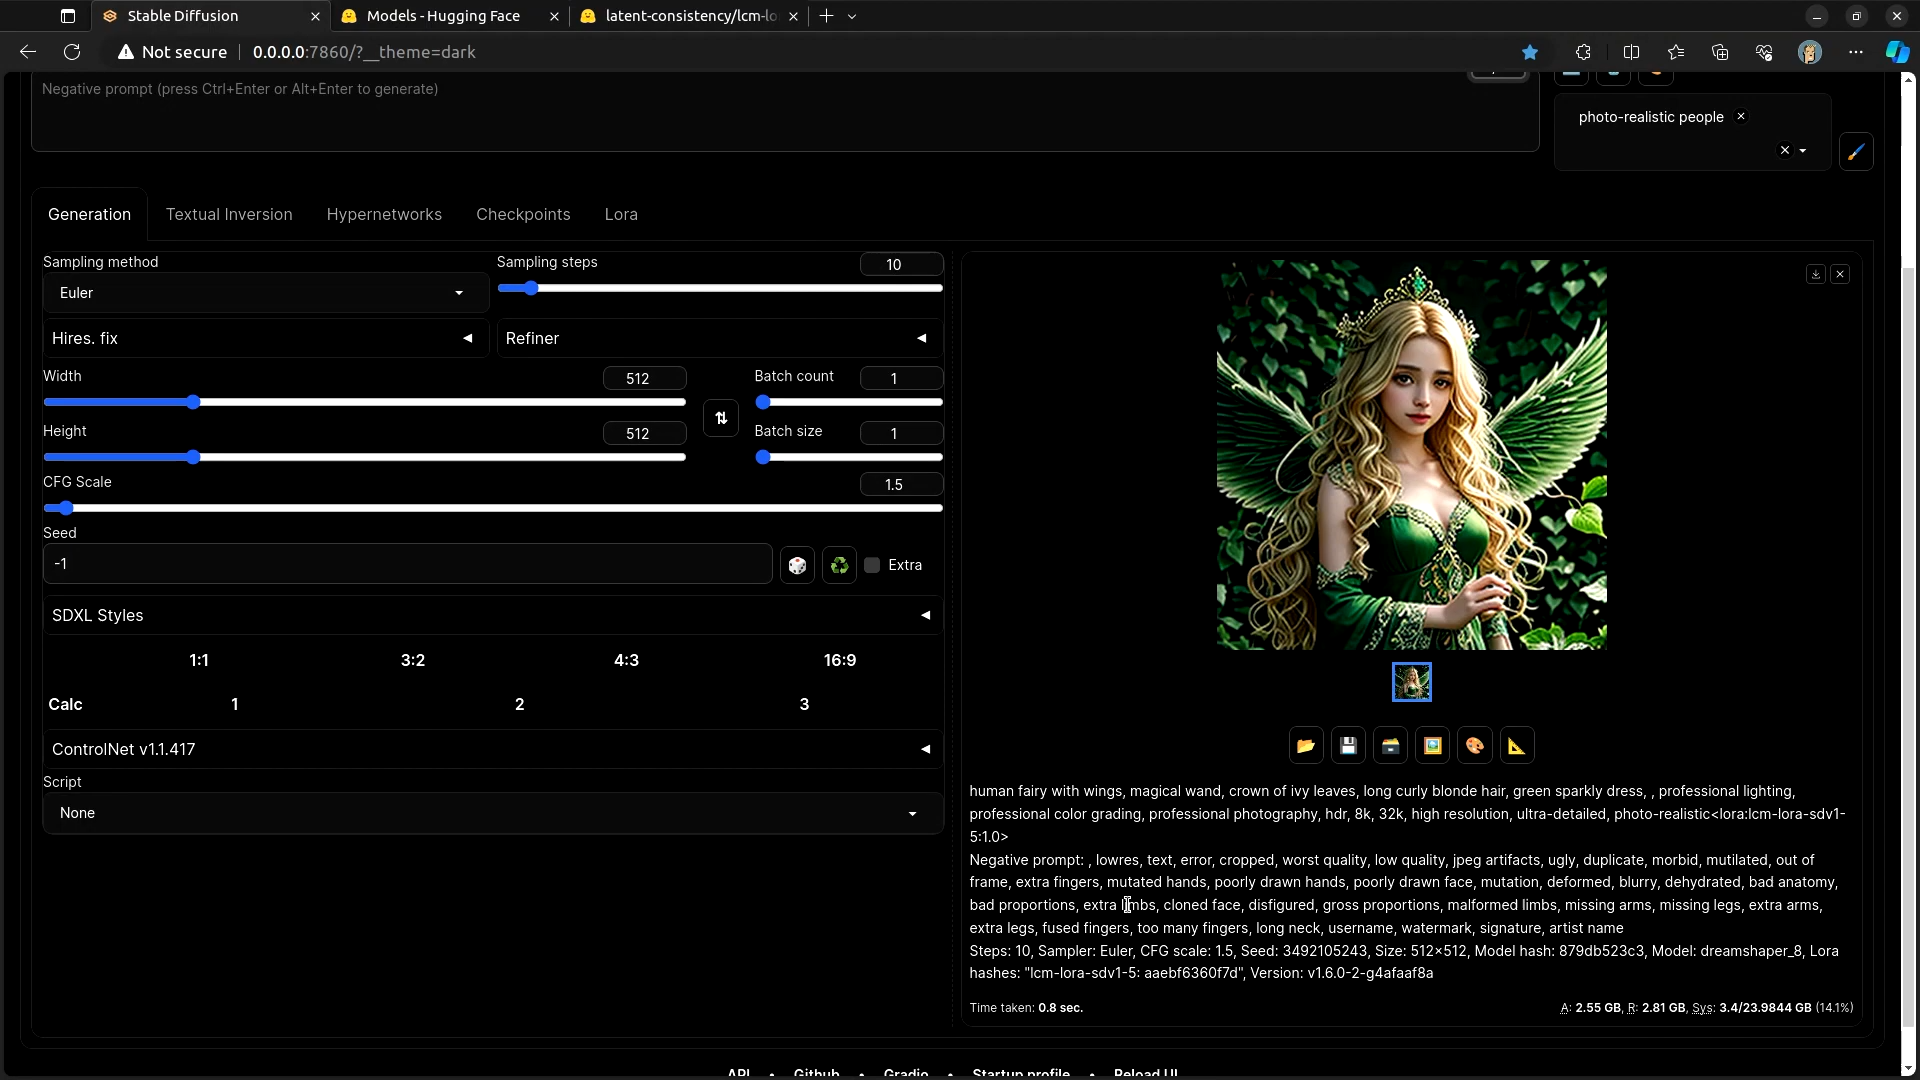 Stable Diffusion
Models - Hugging Face
latent-consistency/lcm-lo
Not secure
0.0.0.0:7860/?__theme=dark
Negative prompt (press Ctrl+Enter or Alt+Enter to generate)
photo-realistic people
Generation
Textual Inversion
Hypernetworks
Checkpoints
Lora
Sampling method
Sampling steps
10
Euler
Hires. fix
Refiner
Width
512
Batch count
1
Height
512
Batch size
1
CFG Scale
1.5
Seed
-1
Extra
SDXL Styles
1:1
3:2
4:3
16:9
Calc
1
2
3
ControlNet v1.1.417
Script
None
human fairy with wings, magical wand, crown of ivy leaves, long curly blonde hair, green sparkly dress, , professional lighting,
professional color grading, professional photography, hdr, 8k, 32k, high resolution, ultra-detailed, photo-realistic<lora:lcm-lora-sdv1-
5:1.0>
Negative prompt: , lowres, text, error, cropped, worst quality, low quality, jpeg artifacts, ugly, duplicate, morbid, mutilated, out of
frame, extra fingers, mutated hands, poorly drawn hands, poorly drawn face, mutation, deformed, blurry, dehydrated, bad anatomy,
bad proportions, extra limbs, cloned face, disfigured, gross proportions, malformed limbs, missing arms, missing legs, extra arms,
extra legs, fused fingers, too many fingers, long neck, username, watermark, signature, artist name
Steps: 10, Sampler: Euler, CFG scale: 1.5, Seed: 3492105243, Size: 512×512, Model hash: 879db523c3, Model: dreamshaper_8, Lora
hashes: "lcm-lora-sdv1-5: aaebf6360f7d", Version: v1.6.0-2-g4afaaf8a
Time taken: 0.8 sec.
A: 2.55 GB, R: 2.81 GB, Sys: 3.4/23.9844 GB (14.1%)
API • Github • Gradio • Startup profile • Reload UI